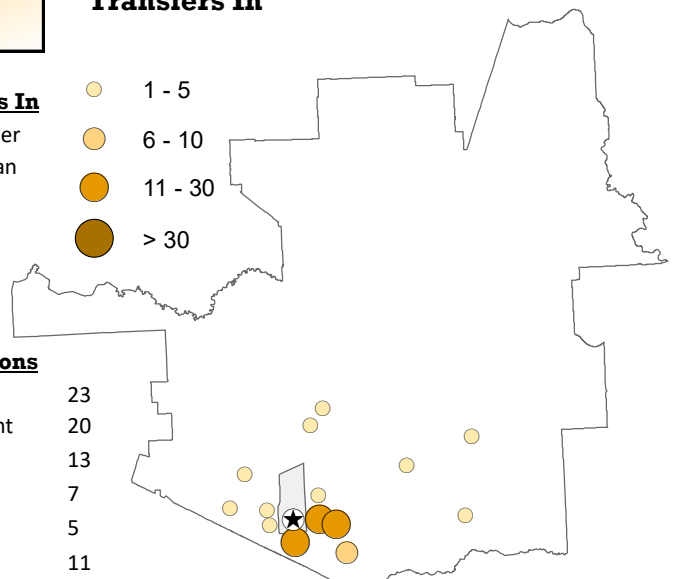 Transfers In
s In
er
an
1 - 5
6 - 10
11 - 30
> 30
ons
23
nt 20
13
7
5
11